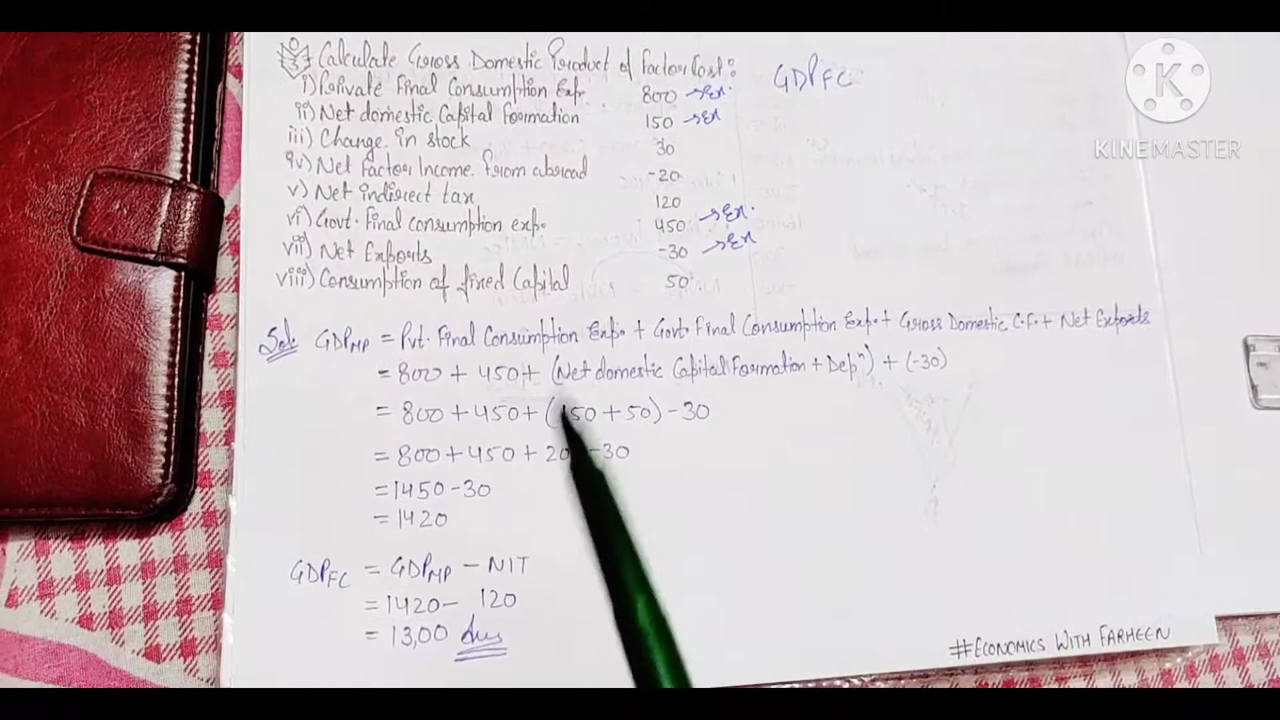 Q3 Calculate Gross Domestic Product of Factor Cost: GDPFC
i) Private Final Consumption Exp. 800 → Ex.
ii) Net domestic Capital Formation 150 → Ex
iii) Change in stock 30
iv) Net Factor Income From abroad -20
v) Net indirect tax 120
vi) Govt. Final consumption exp. 450 → Ex.
vii) Net Exports -30 → Ex
viii) Consumption of fixed Capital 50
KINEMASTER
Sol: GDPMP = Pvt. Final Consumption Exp. + Govt. Final Consumption Exp. + Gross Domestic C.F. + Net Exports
= 800 + 450 + (Net domestic Capital Formation + Depⁿ) + (-30)
= 800 + 450 + (150 + 50) - 30
= 800 + 450 + 20 - 30
= 1450 - 30
= 1420
GDPFC = GDPMP - NIT
= 1420 - 120
= 13,00 Ans
#ECONOMICS WITH FARHEEN